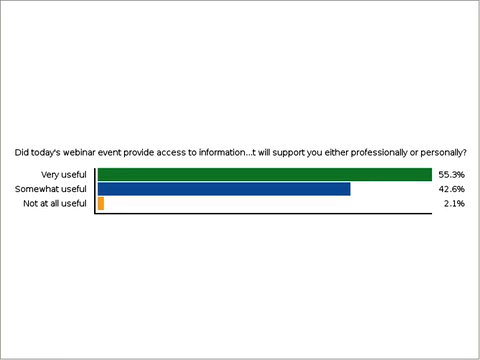 Did today's webinar event provide access to information...t will support you either professionally or personally?
Very useful 55.3%
Somewhat useful 42.6%
Not at all useful 2.1%